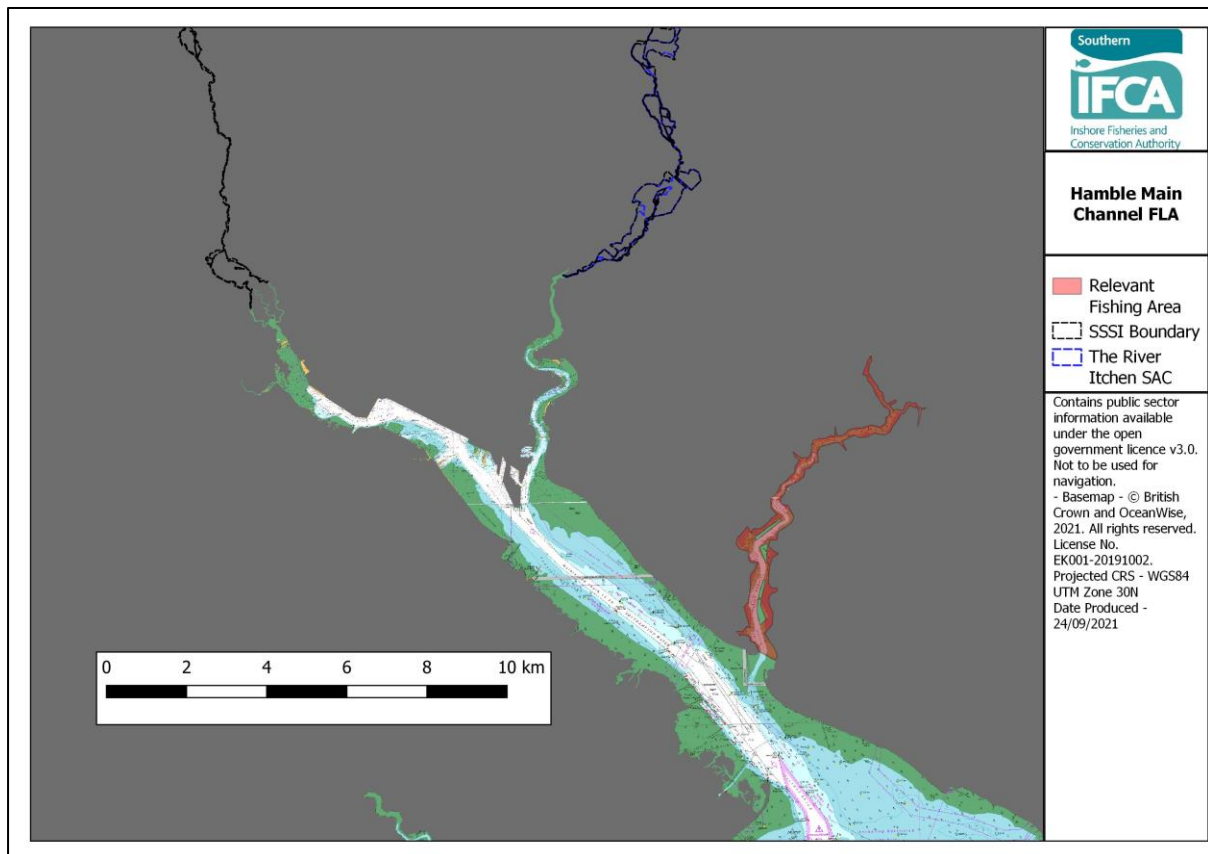 Southern
IFCA
Inshore Fisheries and
Conservation Authority
Hamble Main
Channel FLA
Relevant
Fishing Area
SSSI Boundary
The River
Itchen SAC
Contains public sector
information available
under the open
government licence v3.0.
Not to be used for
navigation.
- Basemap - © British
Crown and OceanWise,
2021. All rights reserved.
License No.
EK001-20191002.
Projected CRS - WGS84
UTM Zone 30N
Date Produced -
24/09/2021
0 2 4 6 8 10 km